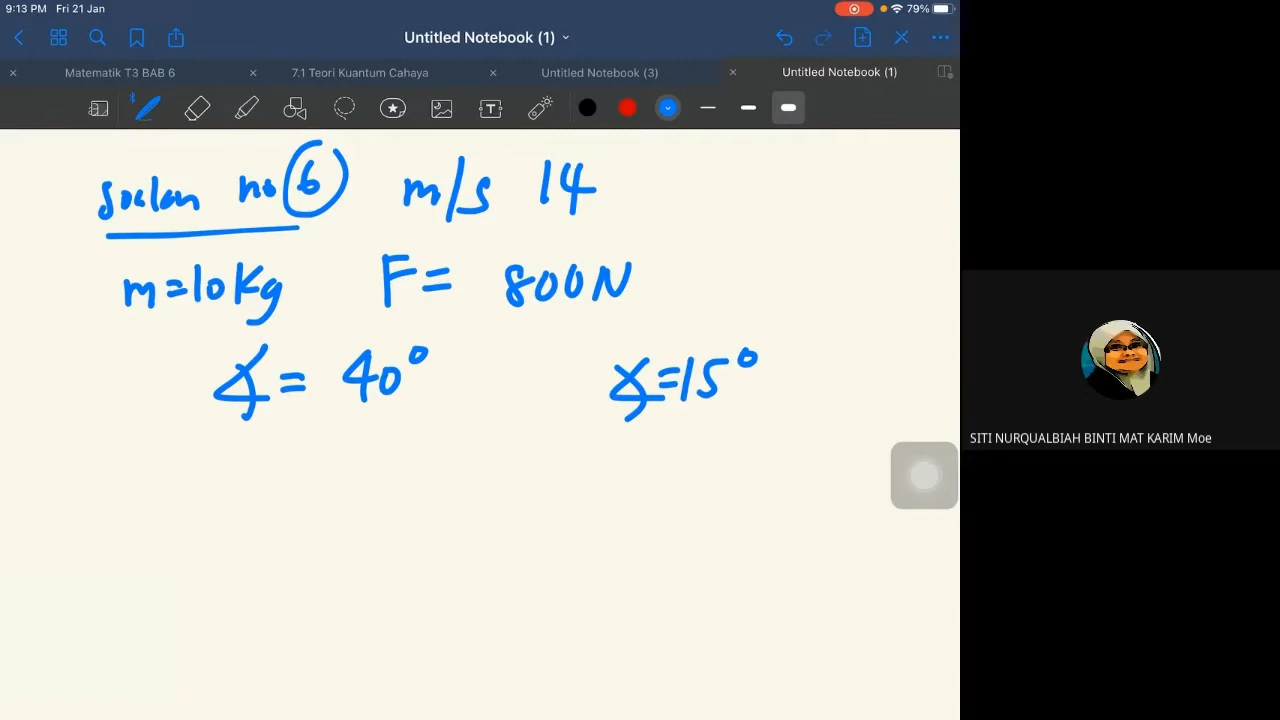 9:13 PM Fri 21 Jan 79%
Untitled Notebook (1)
Matematik T3 BAB 6 7.1 Teori Kuantum Cahaya Untitled Notebook (3) Untitled Notebook (1)
soalan no 6 m/s 14
m=10kg F= 800N
∡= 40° ∡=15°
SITI NURQUALBIAH BINTI MAT KARIM Moe